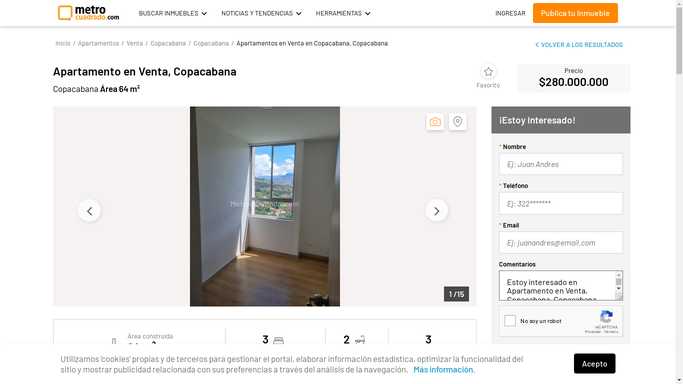 metro
cuadrado.com
BUSCAR INMUEBLES
NOTICIAS Y TENDENCIAS
HERRAMIENTAS
INGRESAR
Publica tu Inmueble
Inicio / Apartamentos / Venta / Copacabana / Copacabana / Apartamentos en Venta en Copacabana, Copacabana
VOLVER A LOS RESULTADOS
Apartamento en Venta, Copacabana
Copacabana Área 64 m²
Favorito
Precio
$280.000.000
1 /15
¡Estoy Interesado!
* Nombre
Ej: Juan Andres
* Teléfono
Ej: 322*******
* Email
Ej: juanandres@email.com
Comentarios
Estoy interesado en
Apartamento en Venta,
Copacabana, Copacabana
No soy un robot
reCAPTCHA
Privacidad - Términos
Área construida
3
2
3
Utilizamos 'cookies' propias y de terceros para gestionar el portal, elaborar información estadística, optimizar la funcionalidad del
sitio y mostrar publicidad relacionada con sus preferencias a través del análisis de la navegación. Más información.
Acepto